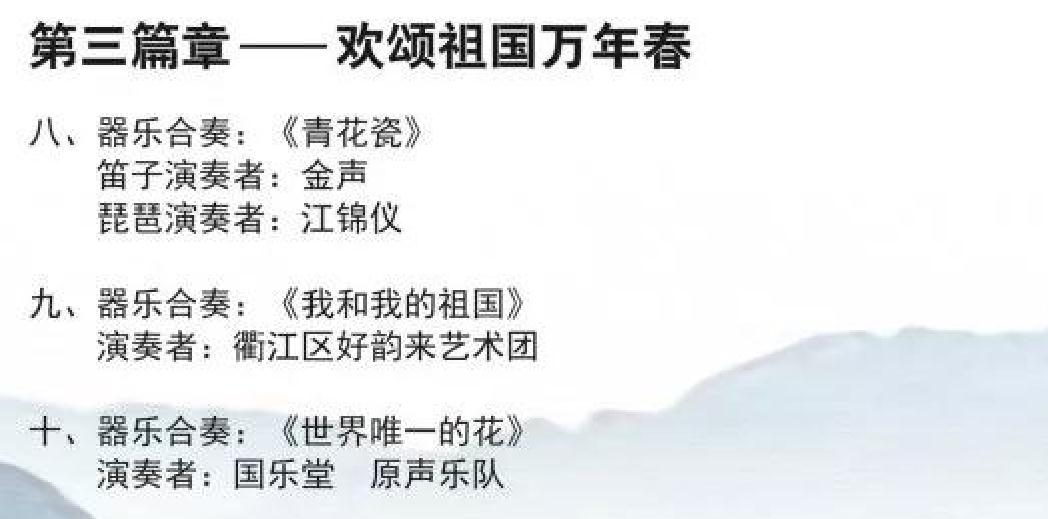 第三篇章——欢颂祖国万年春
八、器乐合奏：《青花瓷》
笛子演奏者：金声
琵琶演奏者：江锦仪
九、器乐合奏：《我和我的祖国》
演奏者：衢江区好韵来艺术团
十、器乐合奏：《世界唯一的花》
演奏者：国乐堂　原声乐队